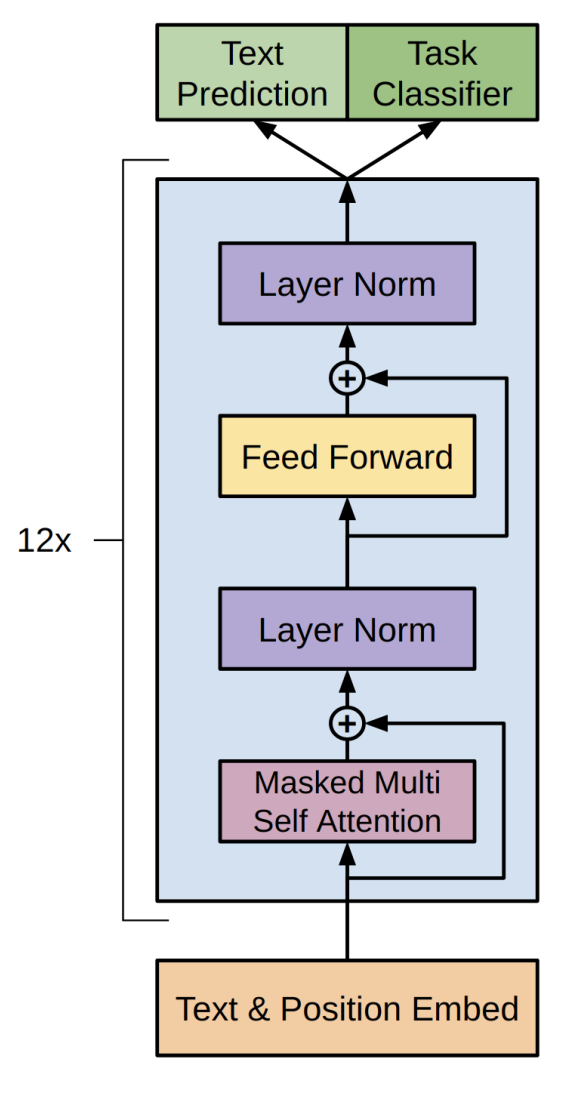 Text
Prediction
Task
Classifier
Layer Norm
+
Feed Forward
12x
Layer Norm
+
Masked Multi
Self Attention
Text & Position Embed